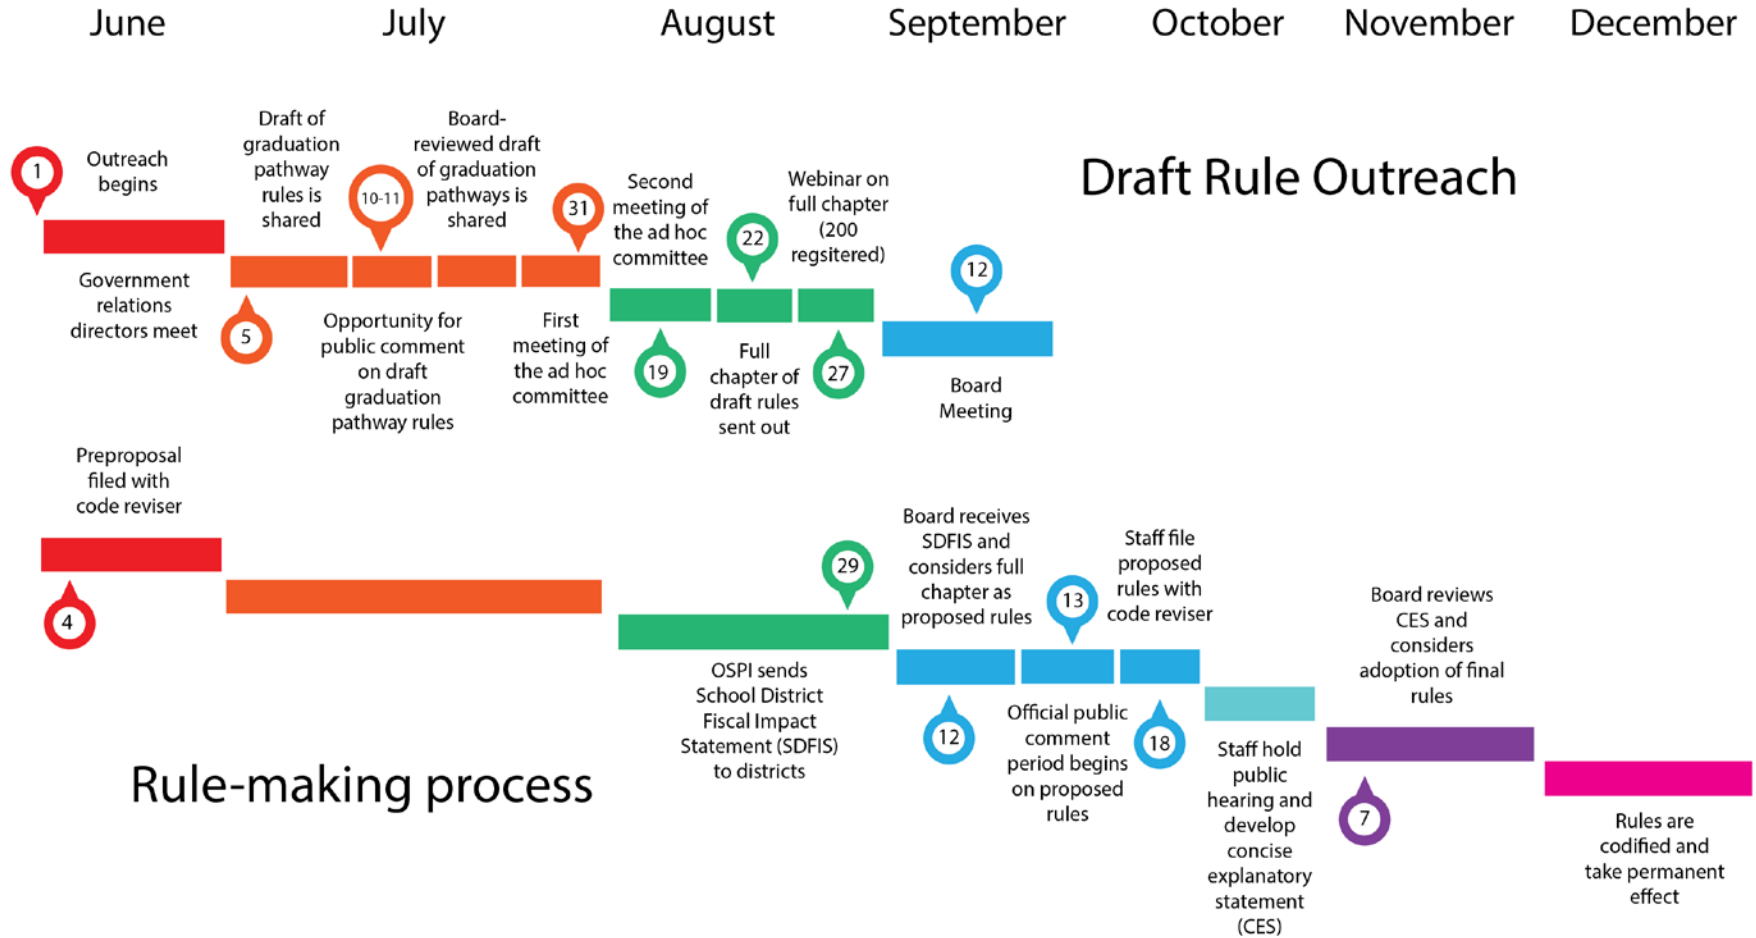 June
July
August
September
October
November
December
1
Outreach
begins
Government
relations
directors meet
Draft of
graduation
pathway
rules is
shared
5
10-11
Opportunity for
public comment
on draft
graduation
pathway rules
Board-
reviewed draft
of graduation
pathways is
shared
31
First
meeting of
the ad hoc
committee
Second
meeting of
the ad hoc
committee
19
22
Full
chapter of
draft rules
sent out
Webinar on
full chapter
(200
regsitered)
27
12
Board
Meeting
Draft Rule Outreach
Preproposal
filed with
code reviser
4
29
OSPI sends
School District
Fiscal Impact
Statement (SDFIS)
to districts
Board receives
SDFIS and
considers full
chapter as
proposed rules
12
13
Official public
comment
period begins
on proposed
rules
Staff file
proposed
rules with
code reviser
18
Staff hold
public
hearing and
develop
concise
explanatory
statement
(CES)
Board reviews
CES and
considers
adoption of final
rules
7
Rules are
codified and
take permanent
effect
Rule-making process